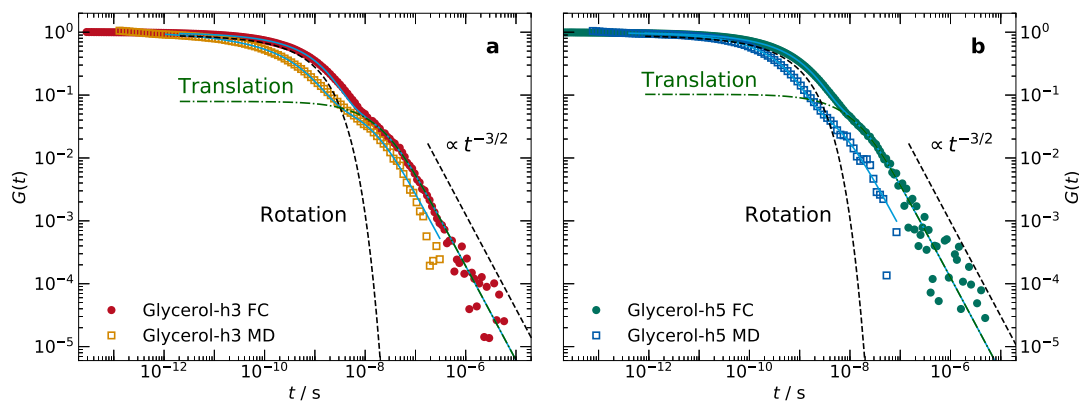 a
Translation
∝ t^{-3/2}
Rotation
Glycerol-h3 FC
Glycerol-h3 MD
G(t)
10^0
10^{-1}
10^{-2}
10^{-3}
10^{-4}
10^{-5}
10^{-12}
10^{-10}
10^{-8}
10^{-6}
t / s
b
Translation
∝ t^{-3/2}
Rotation
Glycerol-h5 FC
Glycerol-h5 MD
10^0
10^{-1}
10^{-2}
10^{-3}
10^{-4}
10^{-5}
G(t)
10^{-12}
10^{-10}
10^{-8}
10^{-6}
t / s